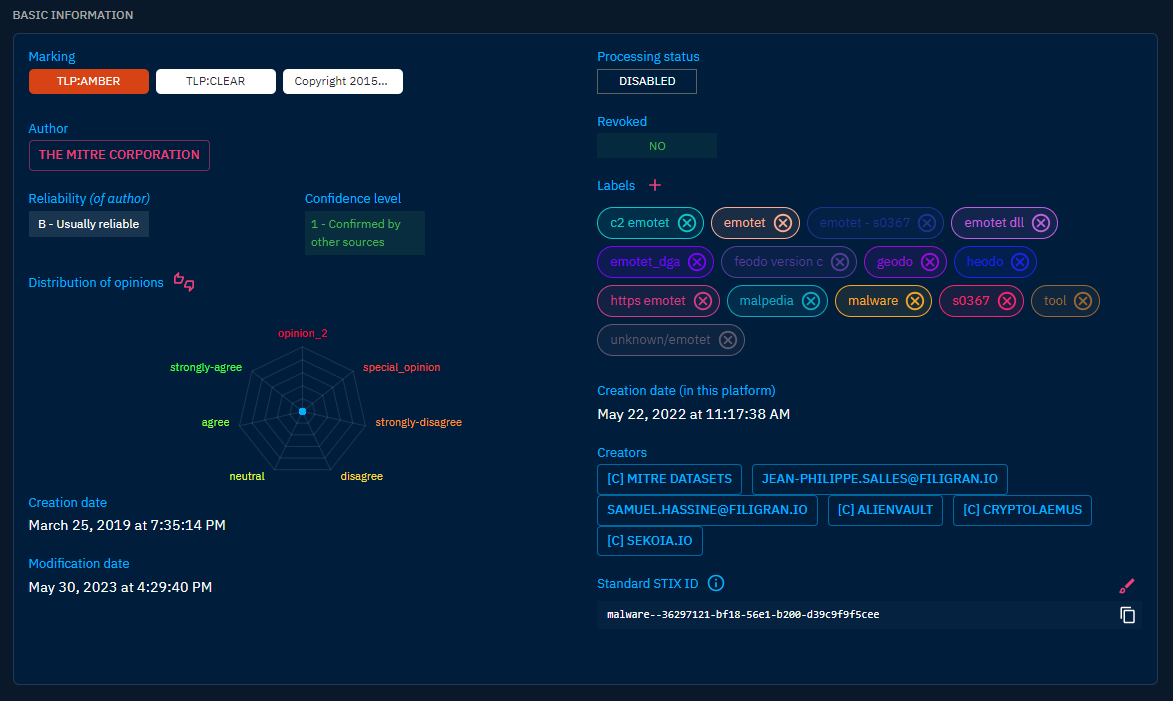 BASIC INFORMATION
Marking
TLP:AMBER TLP:CLEAR Copyright 2015...
Author
THE MITRE CORPORATION
Reliability (of author) Confidence level
B - Usually reliable 1 - Confirmed by
other sources
Distribution of opinions
opinion_2
strongly-agree special_opinion
agree strongly-disagree
neutral disagree
Creation date
March 25, 2019 at 7:35:14 PM
Modification date
May 30, 2023 at 4:29:40 PM
Processing status
DISABLED
Revoked
NO
Labels +
c2 emotet emotet emotet - s0367 emotet dll
emotet_dga feodo version c geodo heodo
https emotet malpedia malware s0367 tool
unknown/emotet
Creation date (in this platform)
May 22, 2022 at 11:17:38 AM
Creators
[C] MITRE DATASETS JEAN-PHILIPPE.SALLES@FILIGRAN.IO
SAMUEL.HASSINE@FILIGRAN.IO [C] ALIENVAULT [C] CRYPTOLAEMUS
[C] SEKOIA.IO
Standard STIX ID
malware--36297121-bf18-56e1-b200-d39c9f9f5cee